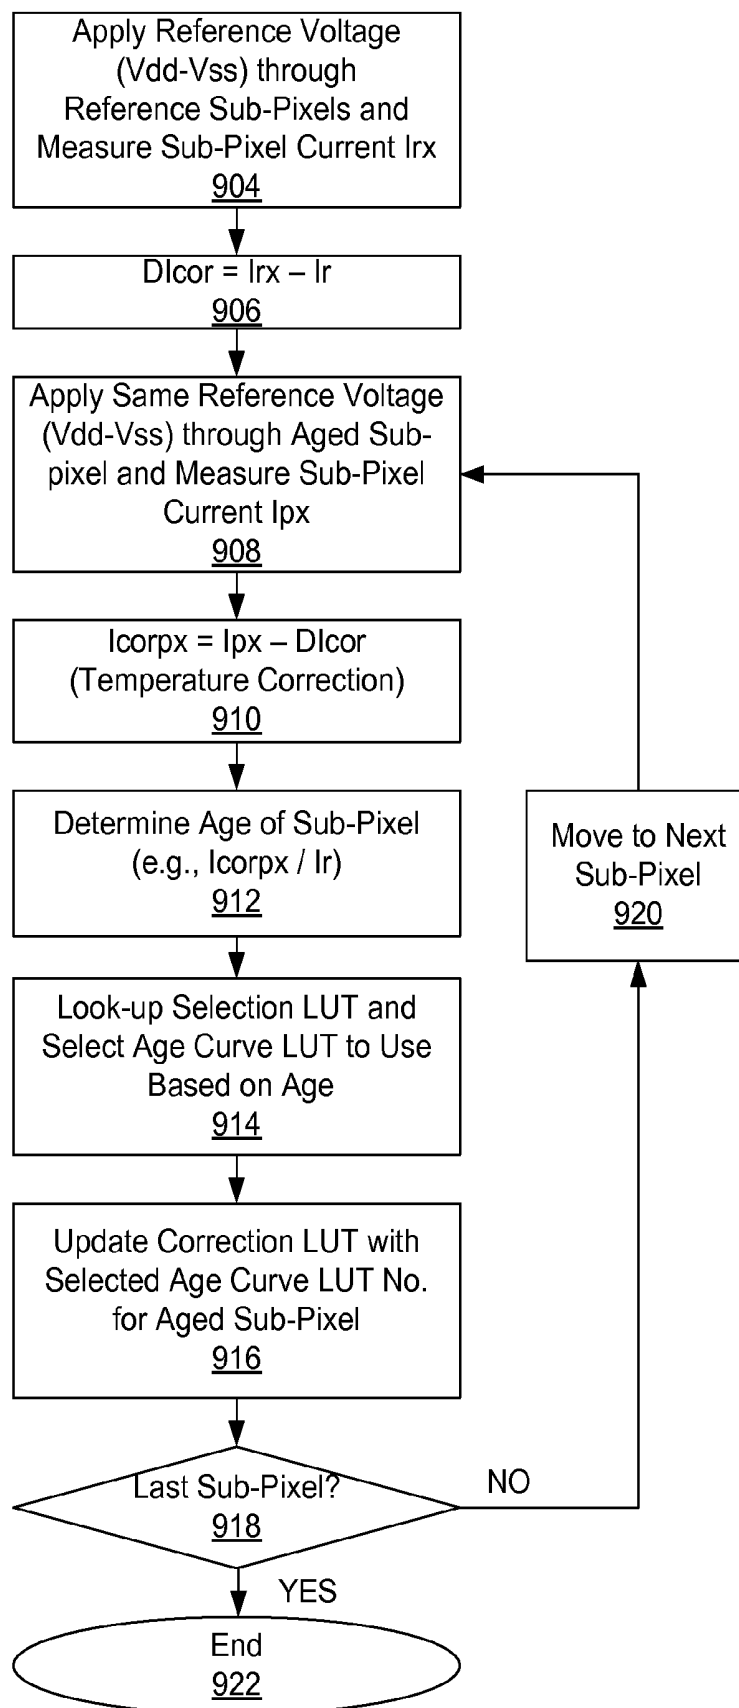 Apply Reference Voltage
(Vdd-Vss) through
Reference Sub-Pixels and
Measure Sub-Pixel Current Irx
904
DIcor = Irx – Ir
906
Apply Same Reference Voltage
(Vdd-Vss) through Aged Sub-
pixel and Measure Sub-Pixel
Current Ipx
908
Icorpx = Ipx – DIcor
(Temperature Correction)
910
Determine Age of Sub-Pixel
(e.g., Icorpx / Ir)
912
Move to Next
Sub-Pixel
920
Look-up Selection LUT and
Select Age Curve LUT to Use
Based on Age
914
Update Correction LUT with
Selected Age Curve LUT No.
for Aged Sub-Pixel
916
Last Sub-Pixel?
918
NO
YES
End
922